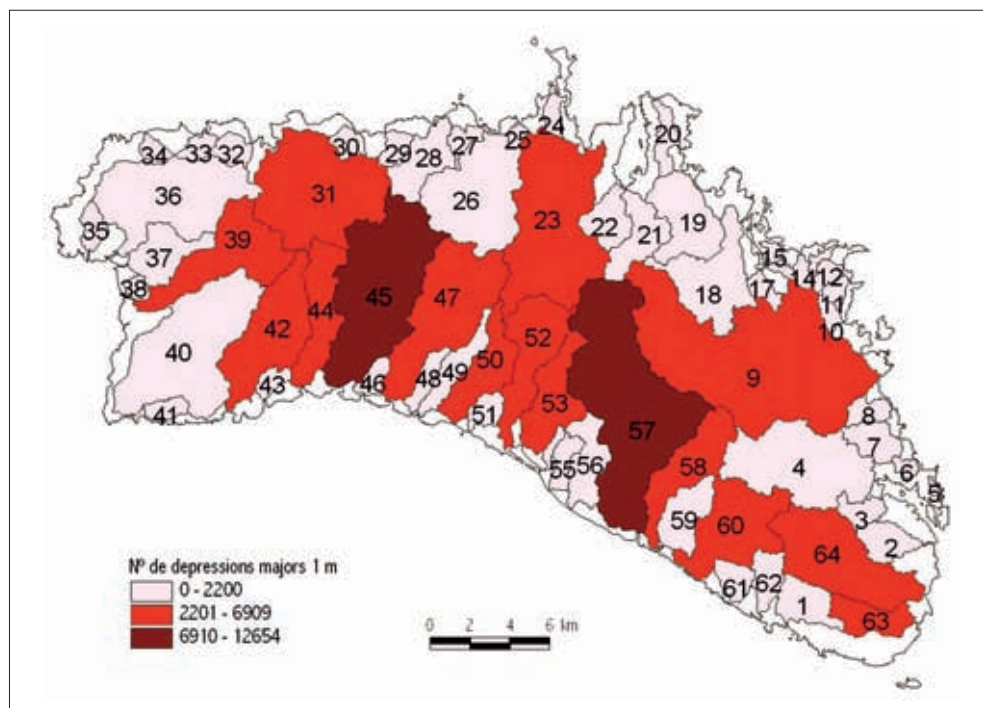 24
20
34 33 32 30 29 28 27 25
36 31 26 23 22 21 19
35 37 39 15
38 45 47 18 17 14 12
44 11
42 52 10
40 50 9
43 46 48 49 53
41 51 8
57 7
55 56 58 4 6
5
59 60 3
64 2
Nº de depressions majors 1 m
0 - 2200
61 62
2201 - 6909
1 63
6910 - 12654
0 2 4 6 km